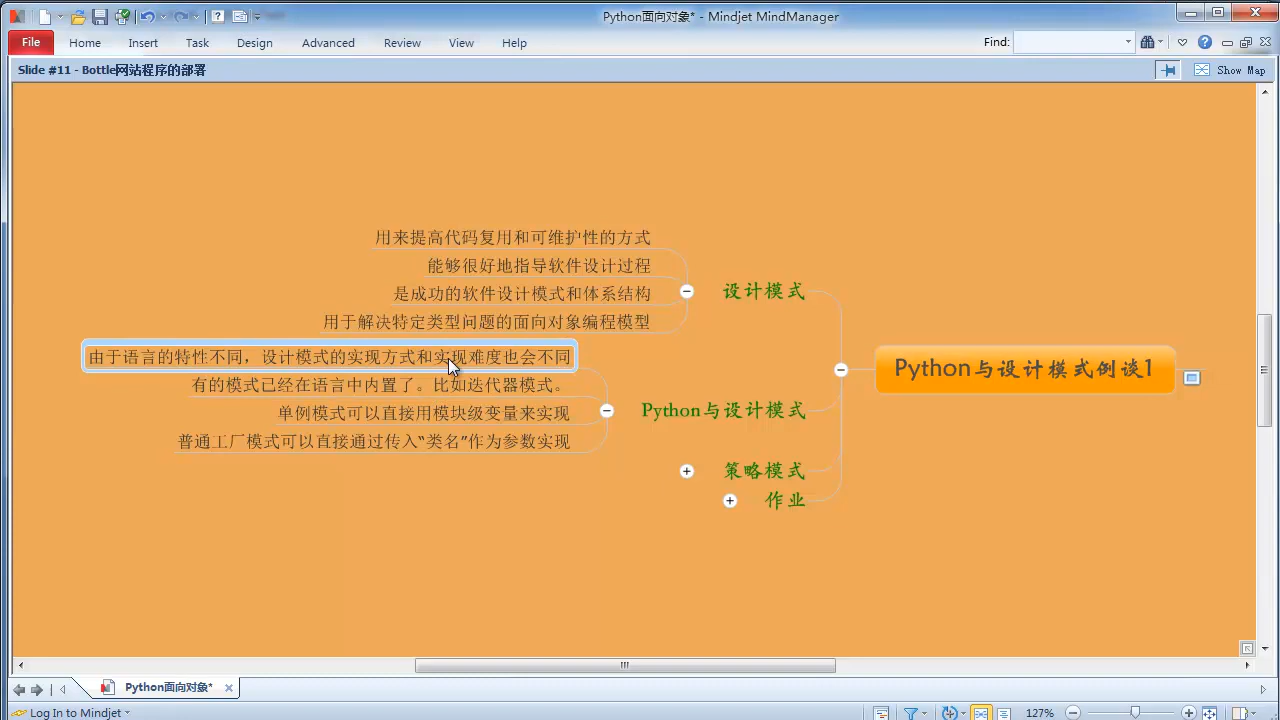 Python面向对象* - Mindjet MindManager
File Home Insert Task Design Advanced Review View Help Find:
Slide #11 - Bottle网站程序的部署 Show Map
用来提高代码复用和可维护性的方式
能够很好地指导软件设计过程
是成功的软件设计模式和体系结构
用于解决特定类型问题的面向对象编程模型
设计模式
由于语言的特性不同，设计模式的实现方式和实现难度也会不同
有的模式已经在语言中内置了。比如迭代器模式。
单例模式可以直接用模块级变量来实现
普通工厂模式可以直接通过传入“类名”作为参数实现
Python与设计模式
策略模式
作业
Python与设计模式例谈1
Python面向对象*
Log In to Mindjet 127%